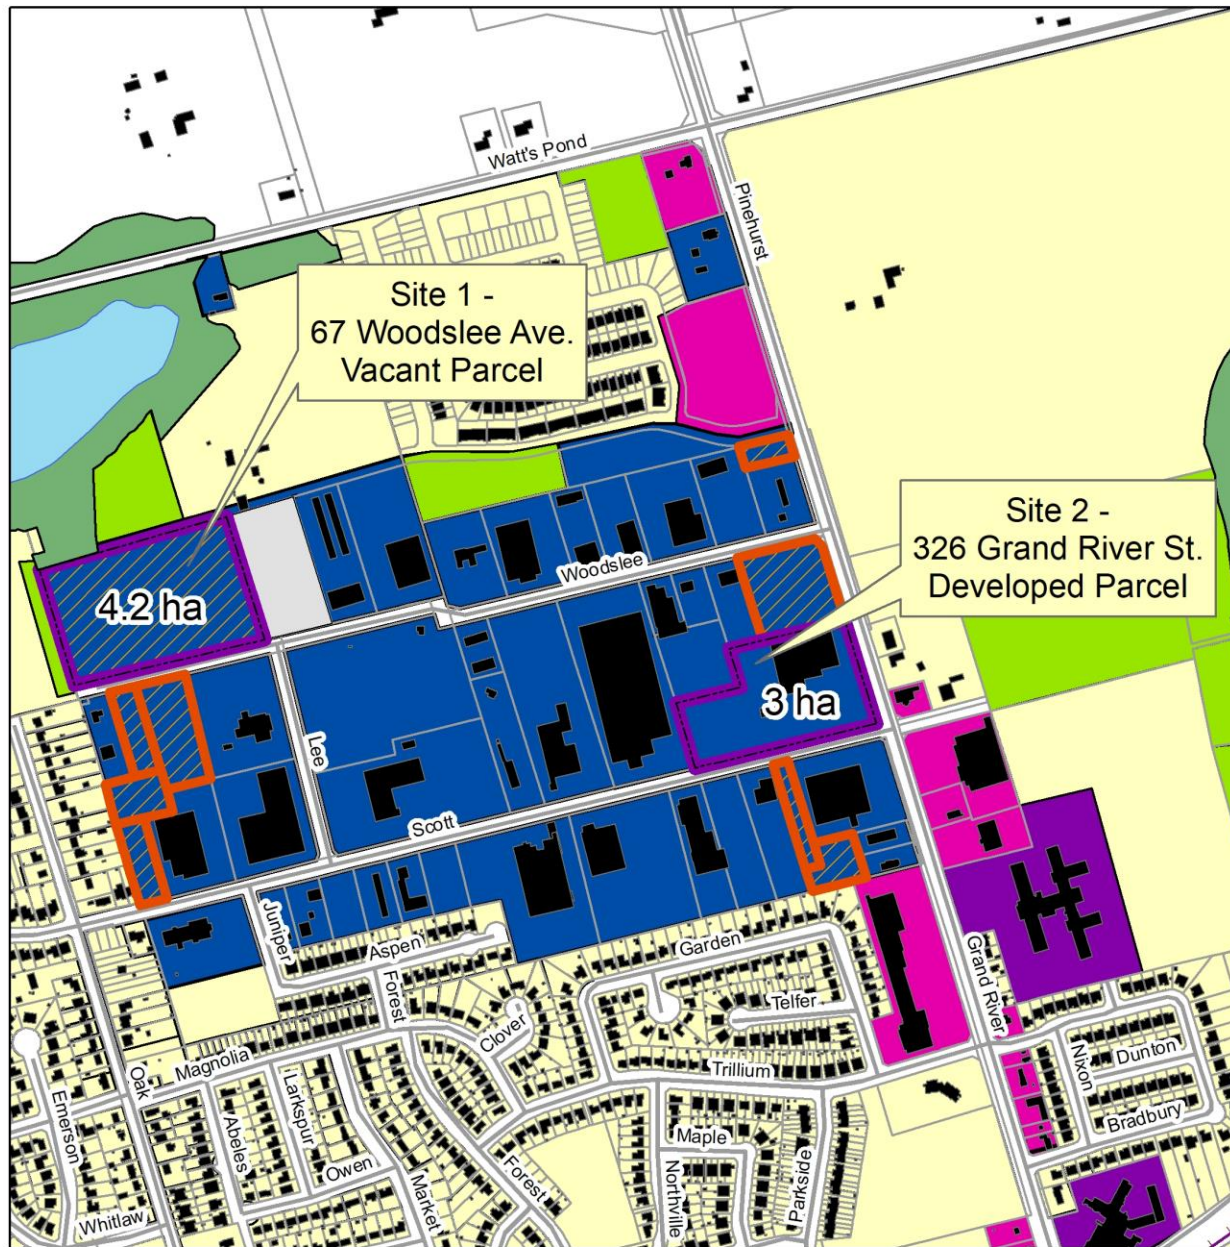 Watt's Pond
Pinehurst
Site 1 -
67 Woodslee Ave.
Vacant Parcel
Site 2 -
326 Grand River St.
Developed Parcel
Woodslee
4.2 ha
3 ha
Lee
Scott
Juniper
Aspen
Garden
Forest
Telfer
Clover
Grand River
Magnolia
Trillium
Oak
Nixon
Dunton
Emerson
Larkspur
Abeles
Bradbury
Maple
Owen
Forest
Market
Northville
Parkside
Whitlaw